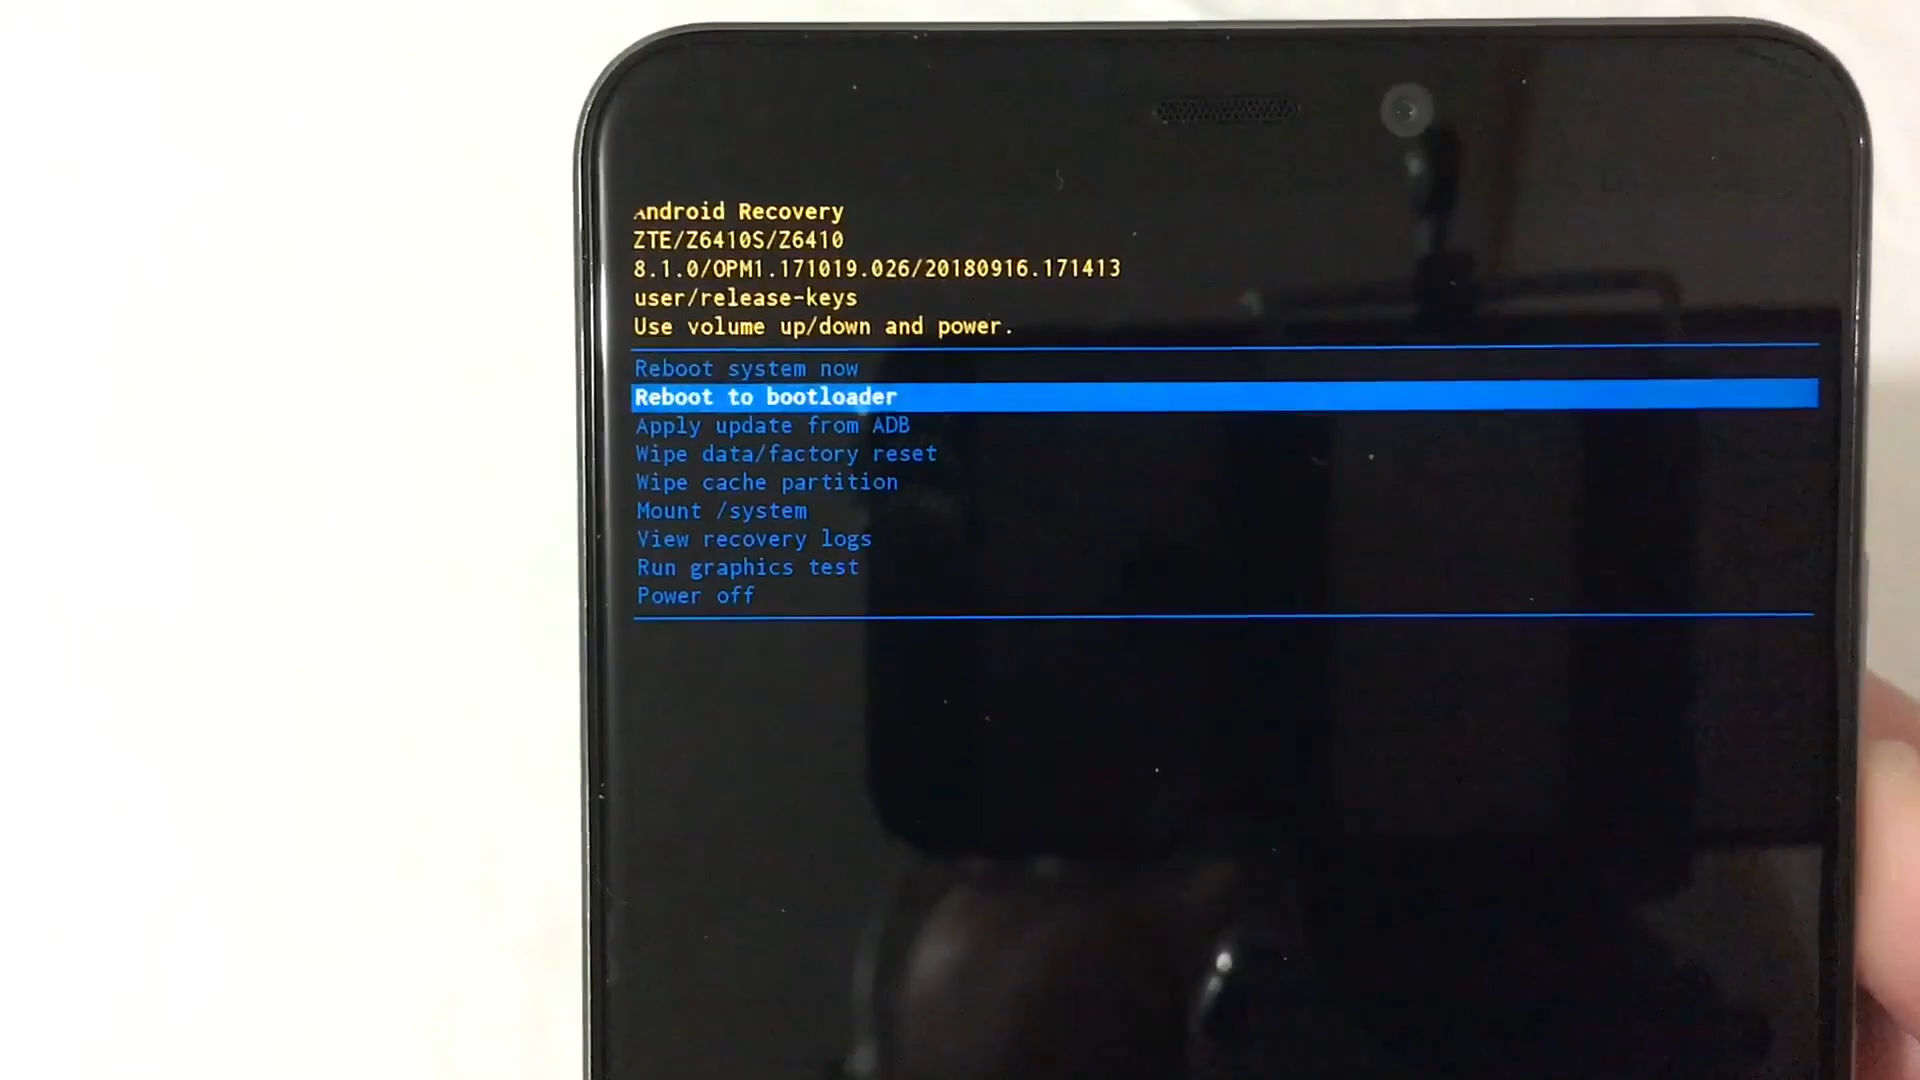 Android Recovery
ZTE/Z6410S/Z6410
8.1.0/OPM1.171019.026/20180916.171413
user/release-keys
Use volume up/down and power.
Reboot system now
Reboot to bootloader
Apply update from ADB
Wipe data/factory reset
Wipe cache partition
Mount /system
View recovery logs
Run graphics test
Power off